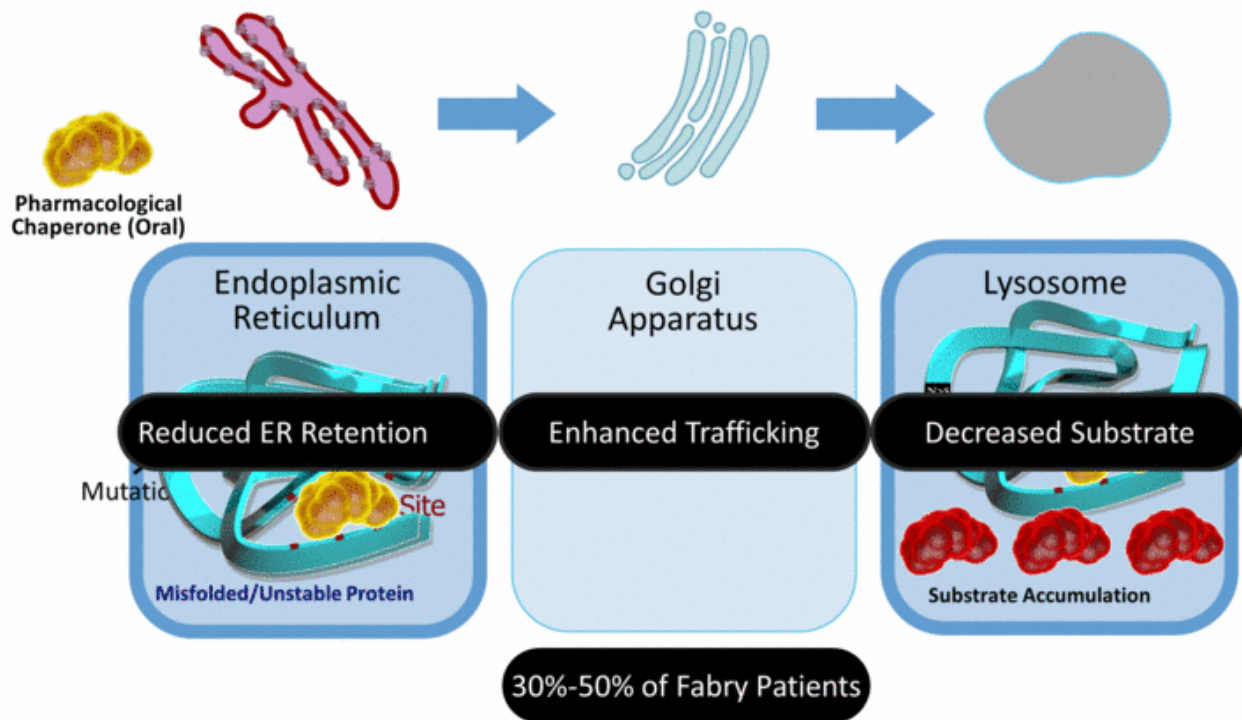 Pharmacological
Chaperone (Oral)
Endoplasmic
Reticulum
Golgi
Apparatus
Lysosome
Reduced ER Retention
Enhanced Trafficking
Decreased Substrate
Mutatio
Site
Misfolded/Unstable Protein
Substrate Accumulation
30%-50% of Fabry Patients